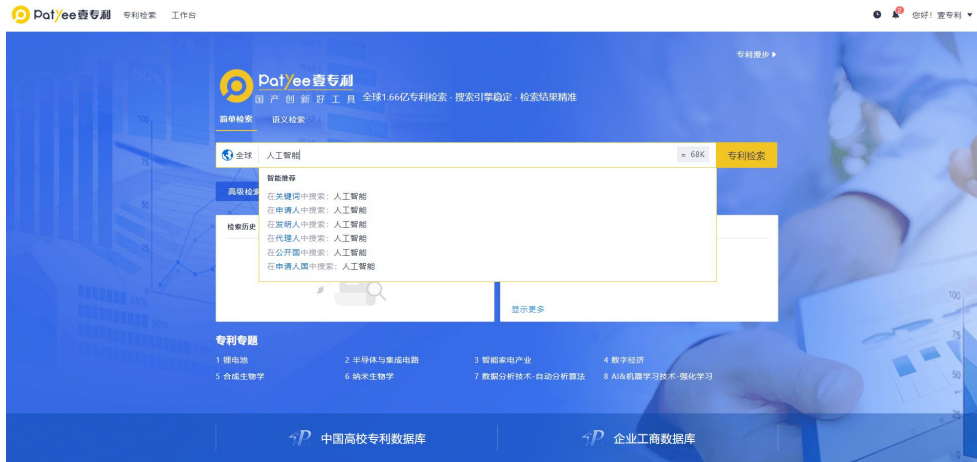 Patyee壹专利 专利检索 工作台 2 您好！壹专利
专利漫步
Patyee壹专利
国产创新好工具 全球1.66亿专利检索 · 搜索引擎稳定 · 检索结果精准
简单检索 语义检索
全球 人工智能 ≈ 68K 专利检索
智能推荐
高级检索
在关键词中搜索：人工智能
在申请人中搜索：人工智能
在发明人中搜索：人工智能
在代理人中搜索：人工智能
在公开国中搜索：人工智能
在申请人国中搜索：人工智能
检索历史
显示更多
专利专题
1 锂电池 2 半导体与集成电路 3 智能家电产业 4 数字经济
5 合成生物学 6 纳米生物学 7 数据分析技术-自动分析算法 8 AI&机器学习技术-强化学习
中国高校专利数据库 企业工商数据库